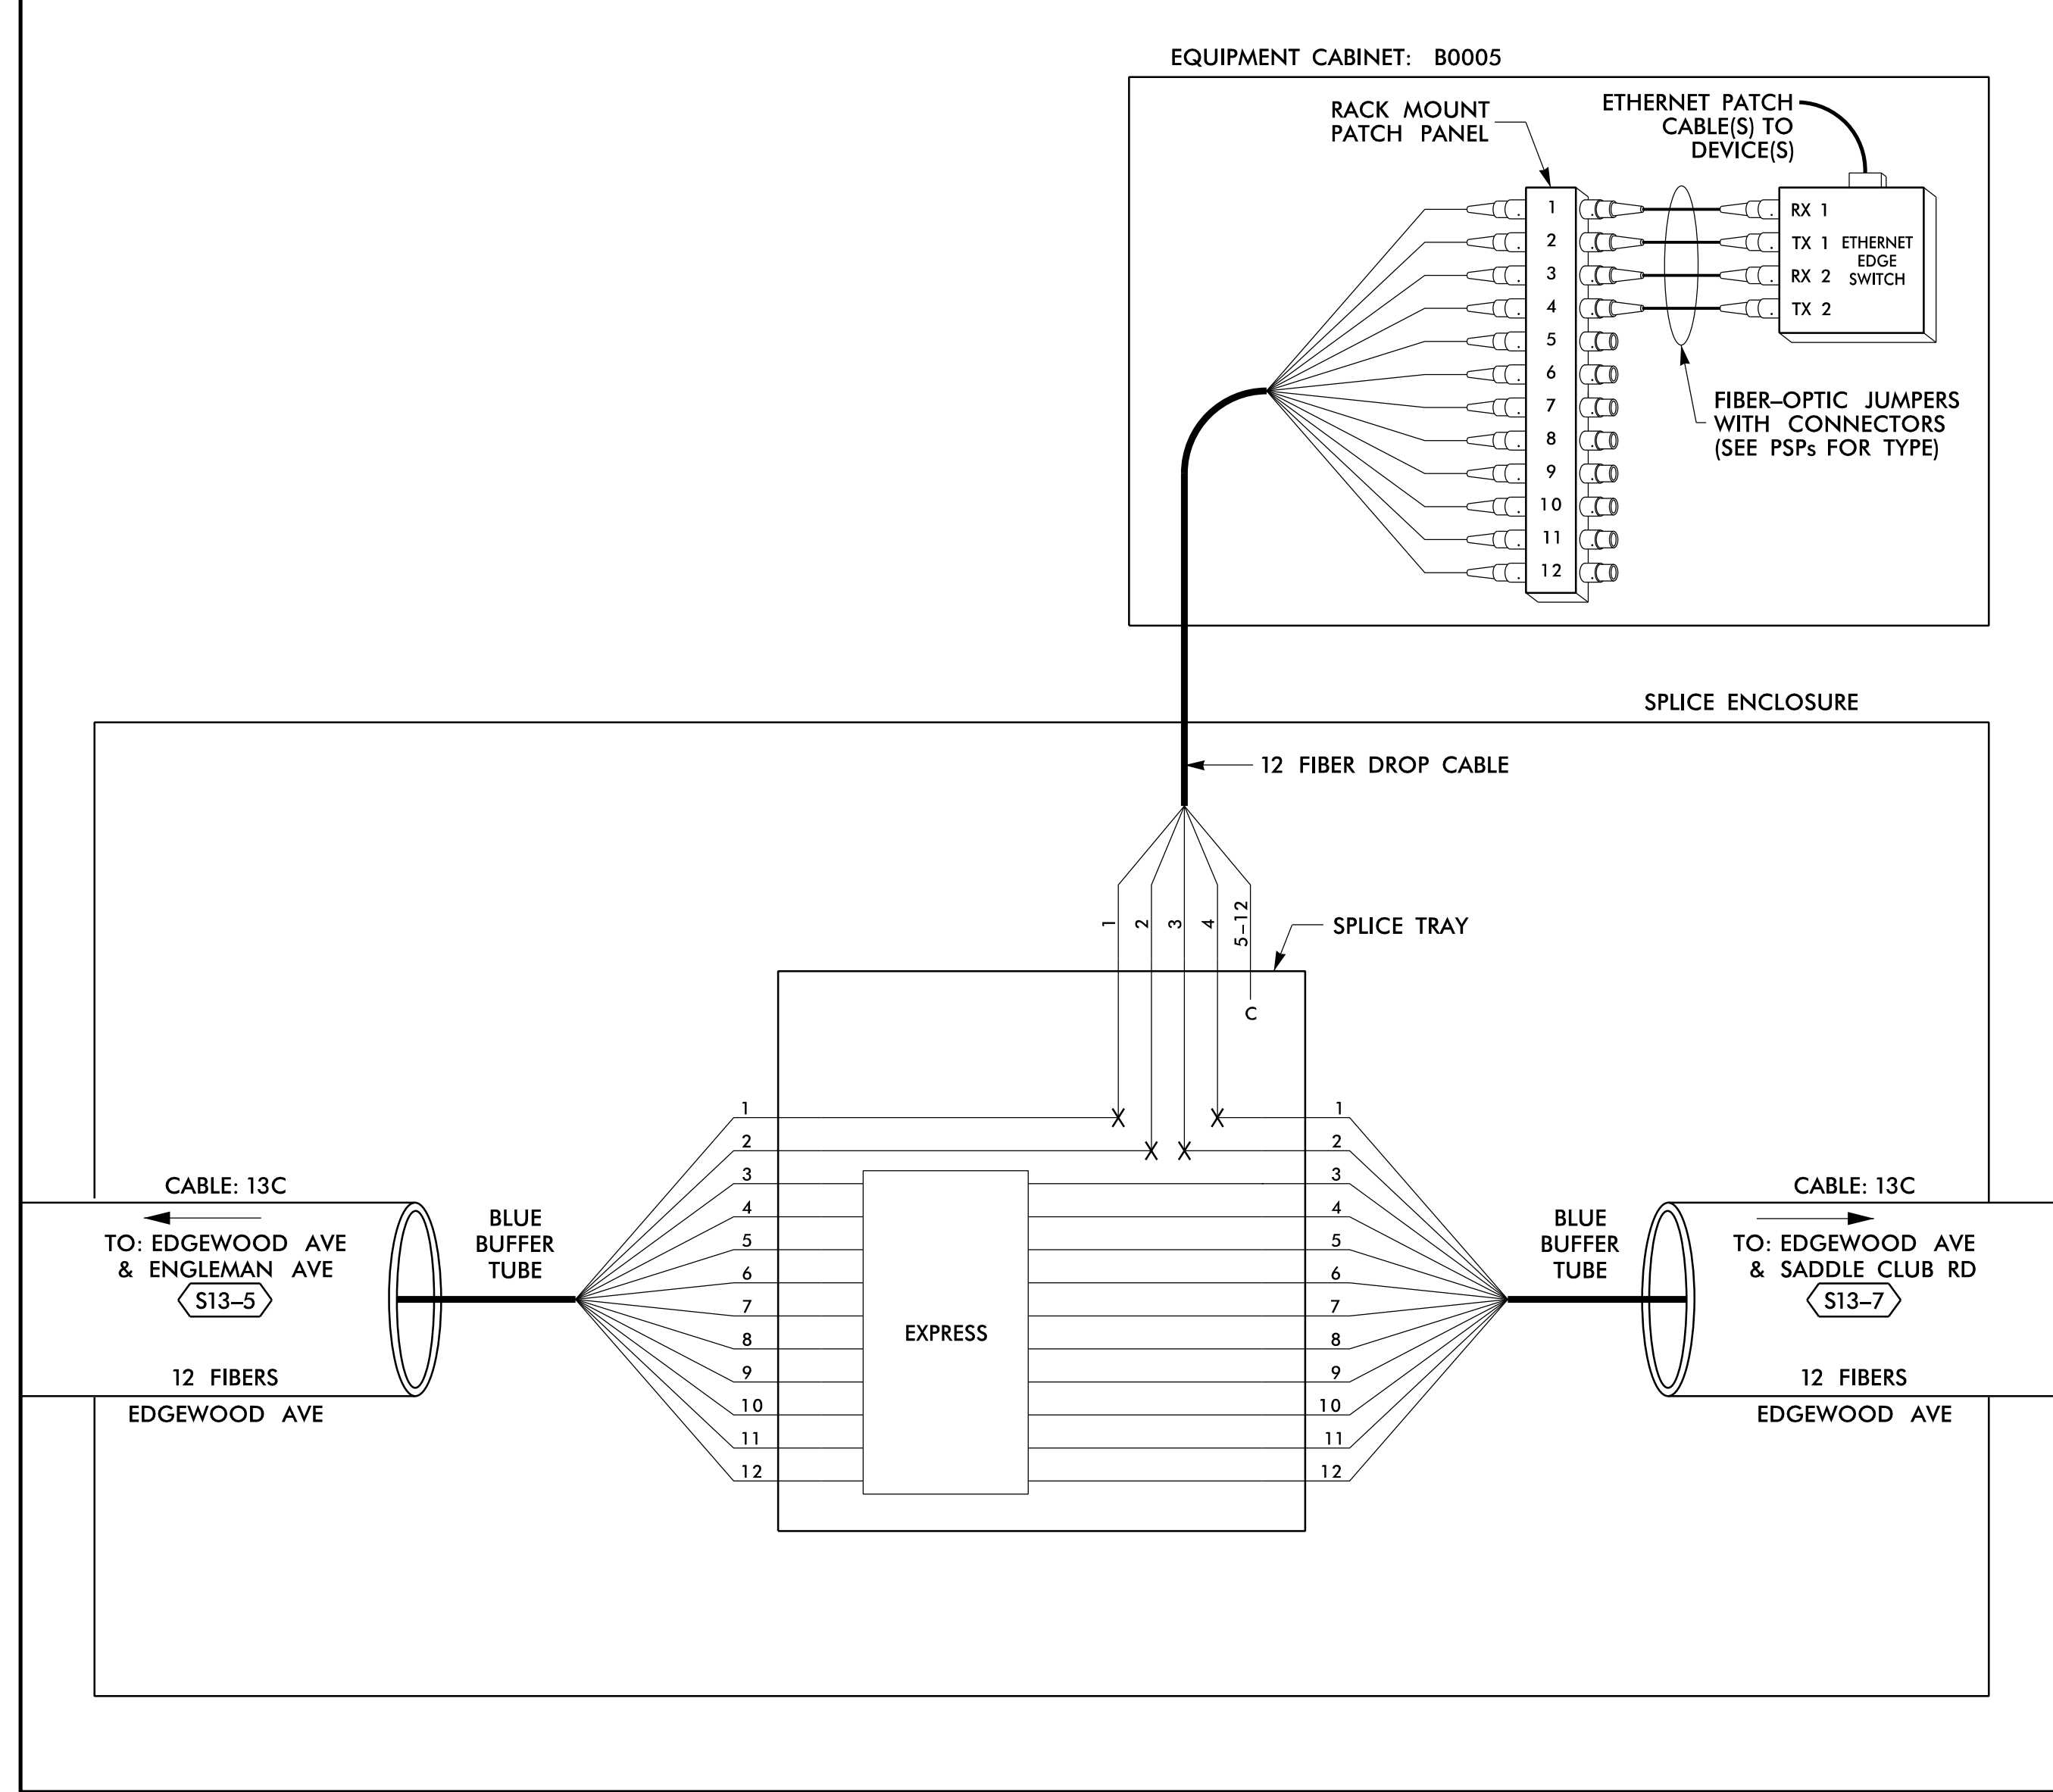 EQUIPMENT CABINET: B0005
RACK MOUNT
PATCH PANEL
ETHERNET PATCH
CABLE(S) TO
DEVICE(S)
1
2
3
4
5
6
7
8
9
10
11
12
RX 1
TX 1
RX 2
TX 2
ETHERNET
EDGE
SWITCH
FIBER–OPTIC JUMPERS
WITH CONNECTORS
(SEE PSPs FOR TYPE)
SPLICE ENCLOSURE
12 FIBER DROP CABLE
1
2
3
4
5–12
SPLICE TRAY
C
CABLE: 13C
TO: EDGEWOOD AVE
& ENGLEMAN AVE
S13–5
12 FIBERS
EDGEWOOD AVE
BLUE
BUFFER
TUBE
1
2
3
4
5
6
7
8
9
10
11
12
EXPRESS
1
2
3
4
5
6
7
8
9
10
11
12
BLUE
BUFFER
TUBE
CABLE: 13C
TO: EDGEWOOD AVE
& SADDLE CLUB RD
S13–7
12 FIBERS
EDGEWOOD AVE